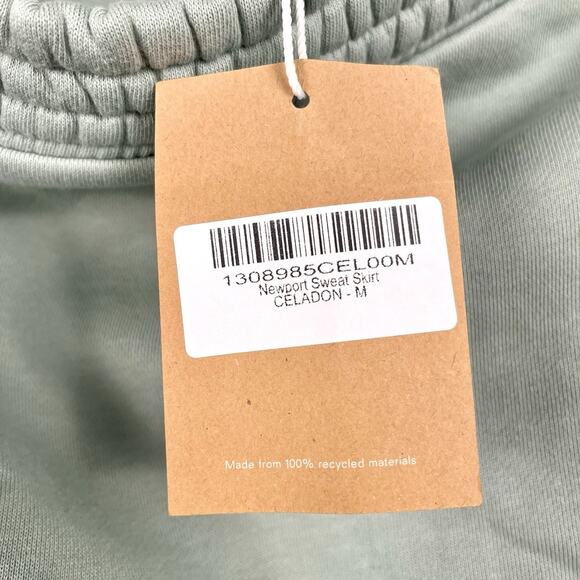 1308985CEL00M
Newport Sweat Skirt
CELADON - M
Made from 100% recycled materials